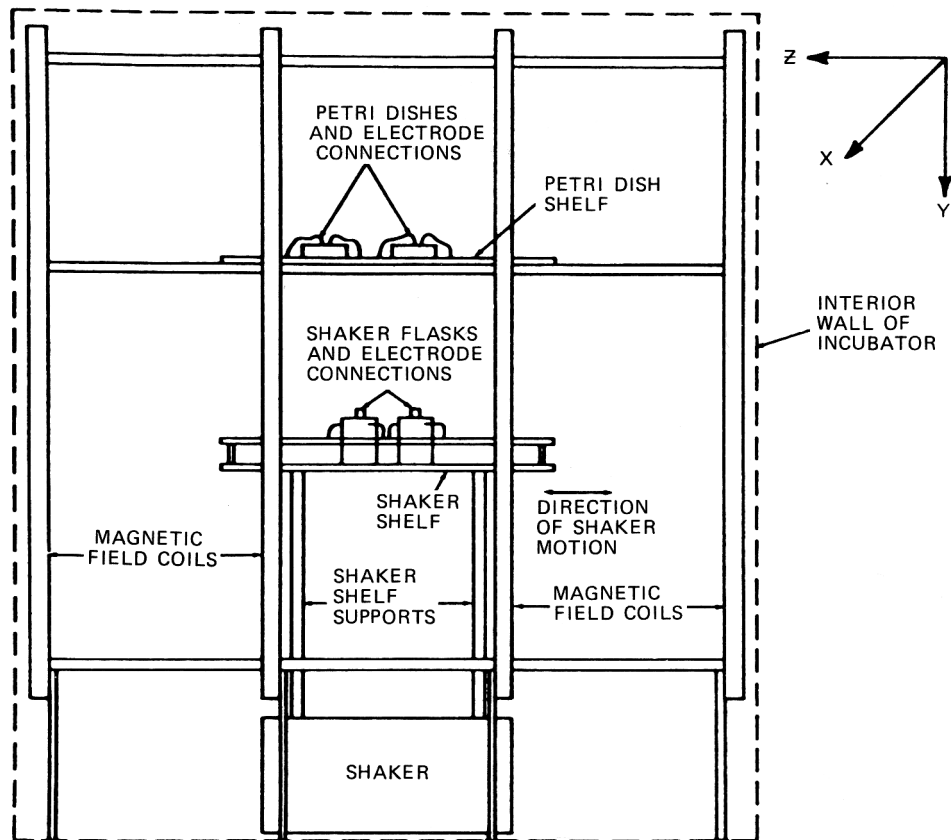 Z
X
Y
PETRI DISHES
AND ELECTRODE
CONNECTIONS
PETRI DISH
SHELF
INTERIOR
WALL OF
INCUBATOR
SHAKER FLASKS
AND ELECTRODE
CONNECTIONS
SHAKER
SHELF
DIRECTION
OF SHAKER
MOTION
MAGNETIC
FIELD COILS
SHAKER
SHELF
SUPPORTS
MAGNETIC
FIELD COILS
SHAKER